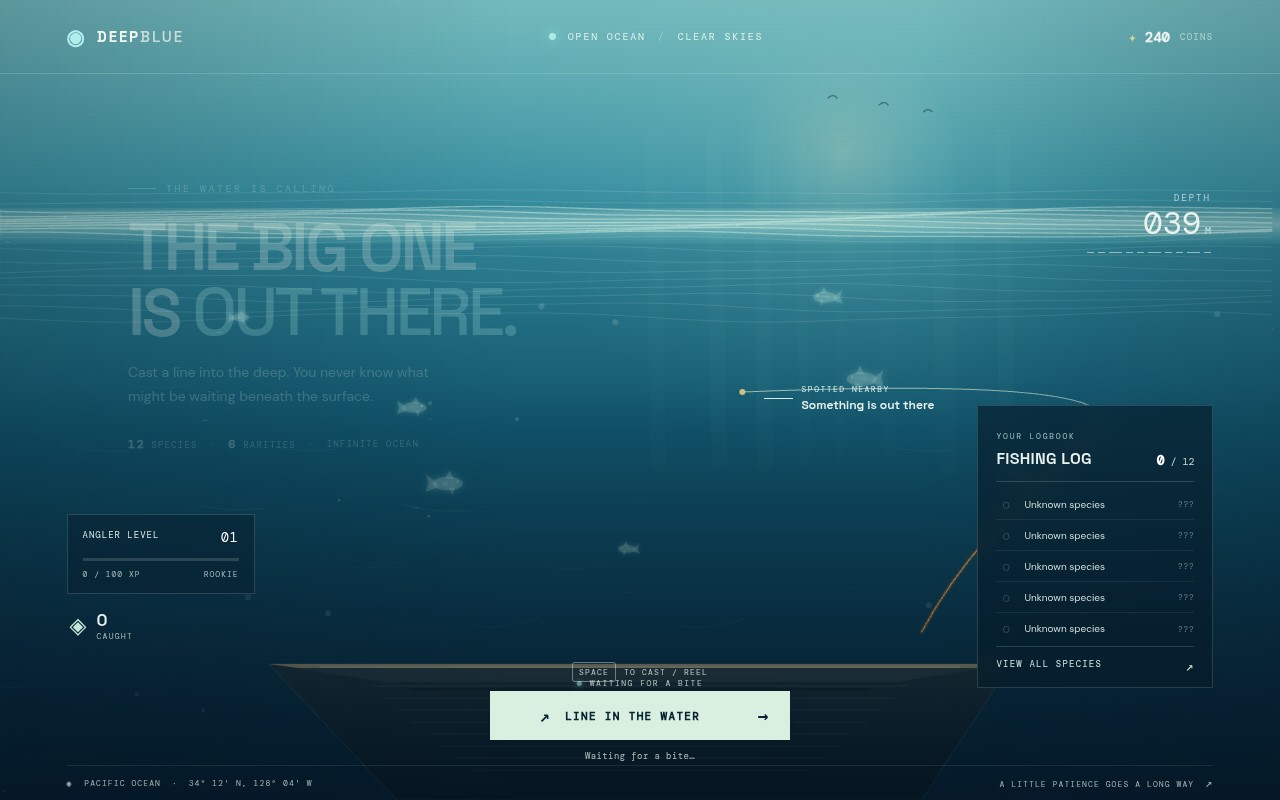 DEEPBLUE
OPEN OCEAN / CLEAR SKIES
✦ 240 COINS
THE WATER IS CALLING
THE BIG ONE
IS OUT THERE.
Cast a line into the deep. You never know what
might be waiting beneath the surface.
12 SPECIES · 6 RARITIES · INFINITE OCEAN
DEPTH
039 M
SPOTTED NEARBY
Something is out there
YOUR LOGBOOK
FISHING LOG 0 / 12
Unknown species ???
Unknown species ???
Unknown species ???
Unknown species ???
Unknown species ???
VIEW ALL SPECIES ↗
ANGLER LEVEL 01
0 / 100 XP ROOKIE
0
CAUGHT
SPACE TO CAST / REEL
WAITING FOR A BITE
↗ LINE IN THE WATER →
Waiting for a bite…
◈ PACIFIC OCEAN · 34° 12' N, 128° 04' W
A LITTLE PATIENCE GOES A LONG WAY ↗